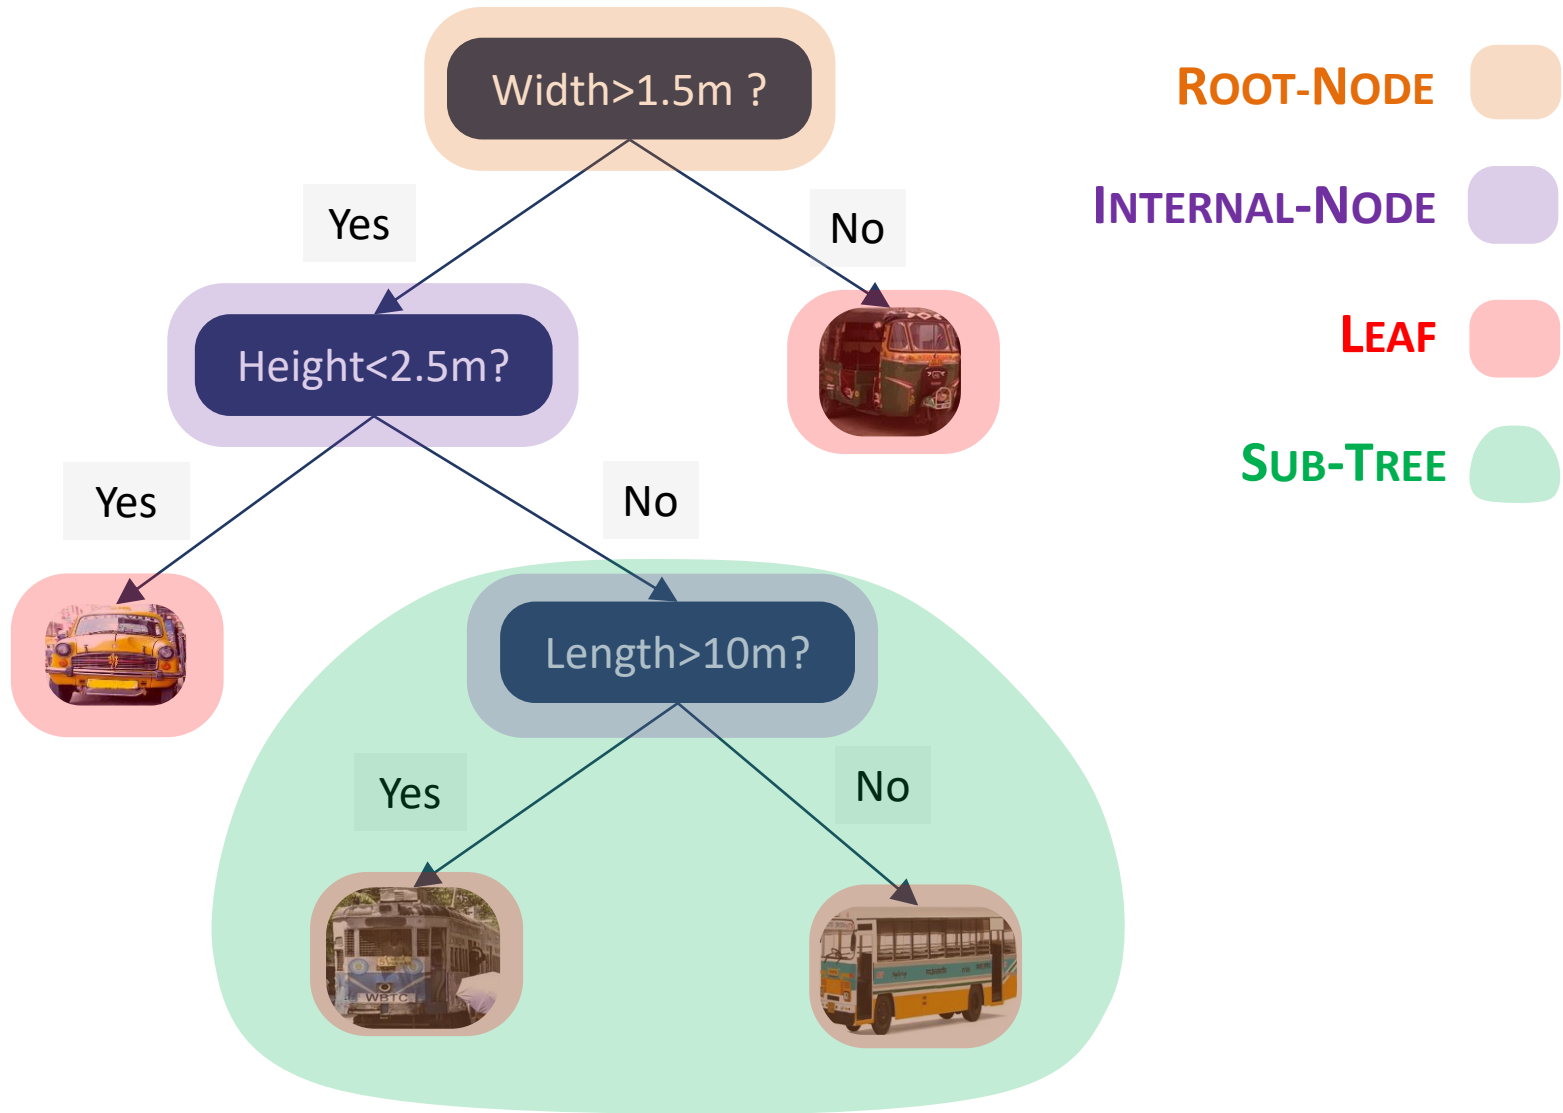 Width>1.5m ?
ROOT-NODE
INTERNAL-NODE
Yes
No
LEAF
Height<2.5m?
SUB-TREE
Yes
No
Length>10m?
Yes
No
WBTC